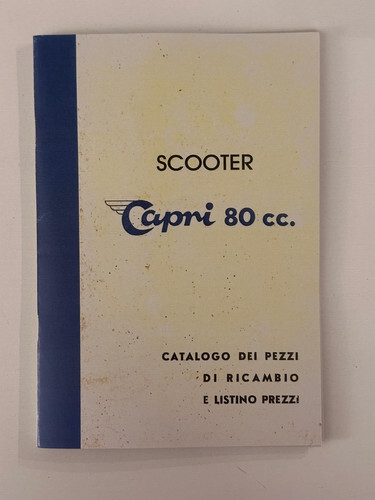 SCOOTER
Capri 80 cc.
CATALOGO DEI PEZZI
DI RICAMBIO
E LISTINO PREZZI